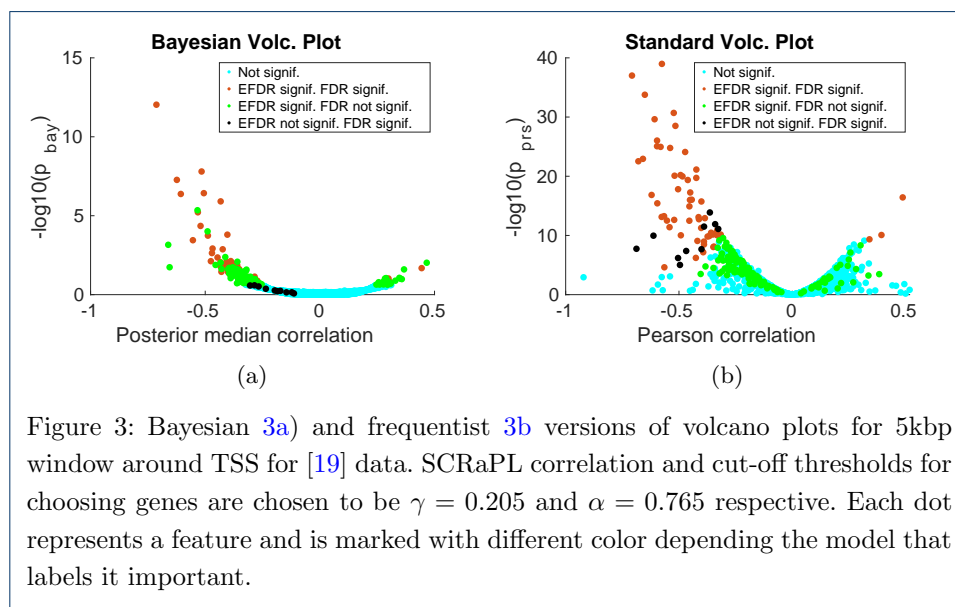 Bayesian Volc. Plot
Not signif.
EFDR signif. FDR signif.
EFDR signif. FDR not signif.
EFDR not signif. FDR signif.
15
10
5
0
-log10(p bay)
-1
-0.5
0
0.5
Posterior median correlation
(a)
Standard Volc. Plot
Not signif.
EFDR signif. FDR signif.
EFDR signif. FDR not signif.
EFDR not signif. FDR signif.
40
30
20
10
0
-log10(p prs)
-1
-0.5
0
0.5
Pearson correlation
(b)
Figure 3: Bayesian 3a) and frequentist 3b versions of volcano plots for 5kbp
window around TSS for [19] data. SCRaPL correlation and cut-off thresholds for
choosing genes are chosen to be γ = 0.205 and α = 0.765 respective. Each dot
represents a feature and is marked with different color depending the model that
labels it important.